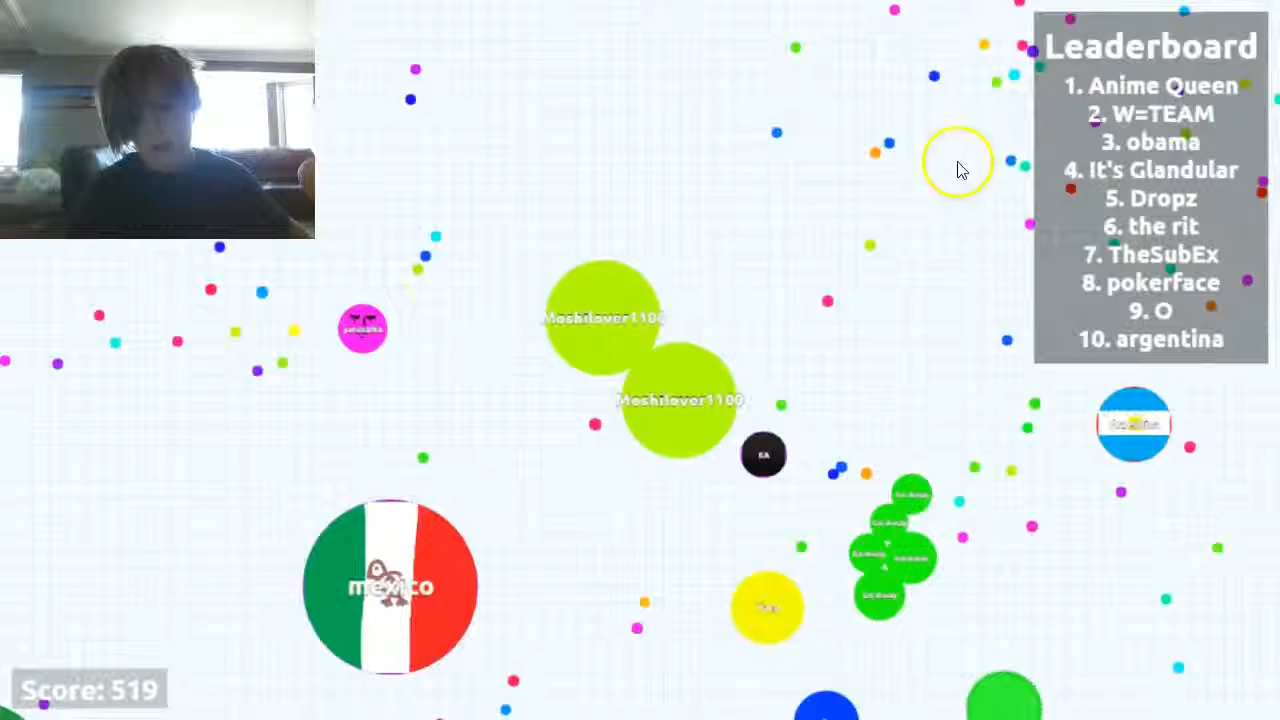 Leaderboard
1. Anime Queen
2. W=TEAM
3. obama
4. It's Glandular
5. Dropz
6. the rit
7. TheSubEx
8. pokerface
9. O
10. argentina
Moshilover1100
Moshilover1100
EA
mexico
Score: 519